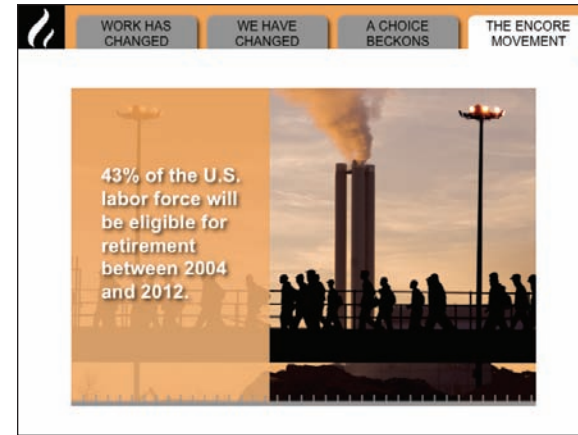 WORK HAS
CHANGED
WE HAVE
CHANGED
A CHOICE
BECKONS
THE ENCORE
MOVEMENT
43% of the U.S.
labor force will
be eligible for
retirement
between 2004
and 2012.